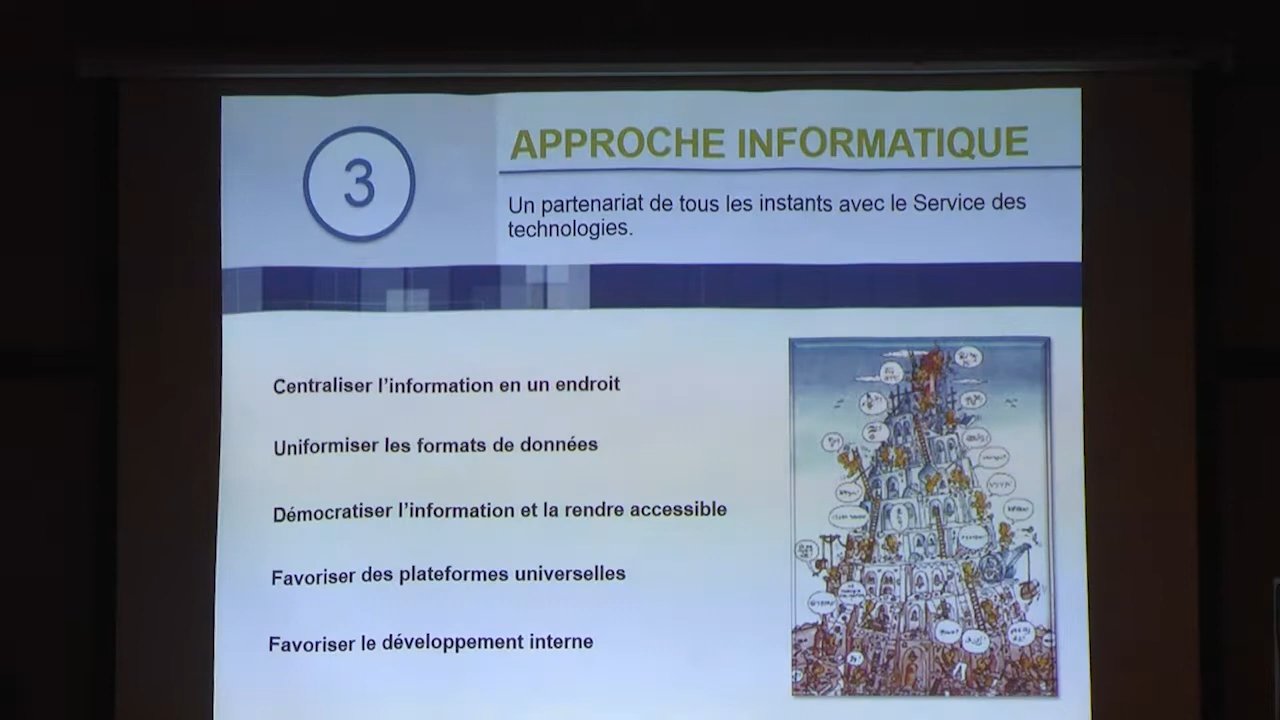 3
APPROCHE INFORMATIQUE
Un partenariat de tous les instants avec le Service des
technologies.
Centraliser l'information en un endroit
Uniformiser les formats de données
Démocratiser l'information et la rendre accessible
Favoriser des plateformes universelles
Favoriser le développement interne